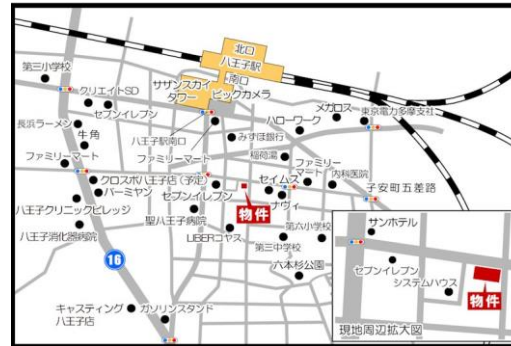 北口
八王子駅
南口
第三小学校
サザンスカイ
タワー
ビックカメラ
クリエイトSD
セブンイレブン
メガロス
ハローワーク
東京電力多摩支社
長浜ラーメン
牛角
八王子駅南口
みずほ銀行
ファミリーマート
ファミリーマート
稲荷湯
ファミリー
マート
内科医院
クロスポ八王子店(予定)
セイムス
子安町五差路
バーミヤン
セブンイレブン
ナヴィ
物件
八王子クリニックビレッジ
聖八王子病院
第六小学校
八王子消化器病院
LIBERコヤス
第三中学校
16
六本杉公園
キャスティング
八王子店
ガソリンスタンド
サンホテル
セブンイレブン
システムハウス
物件
現地周辺拡大図